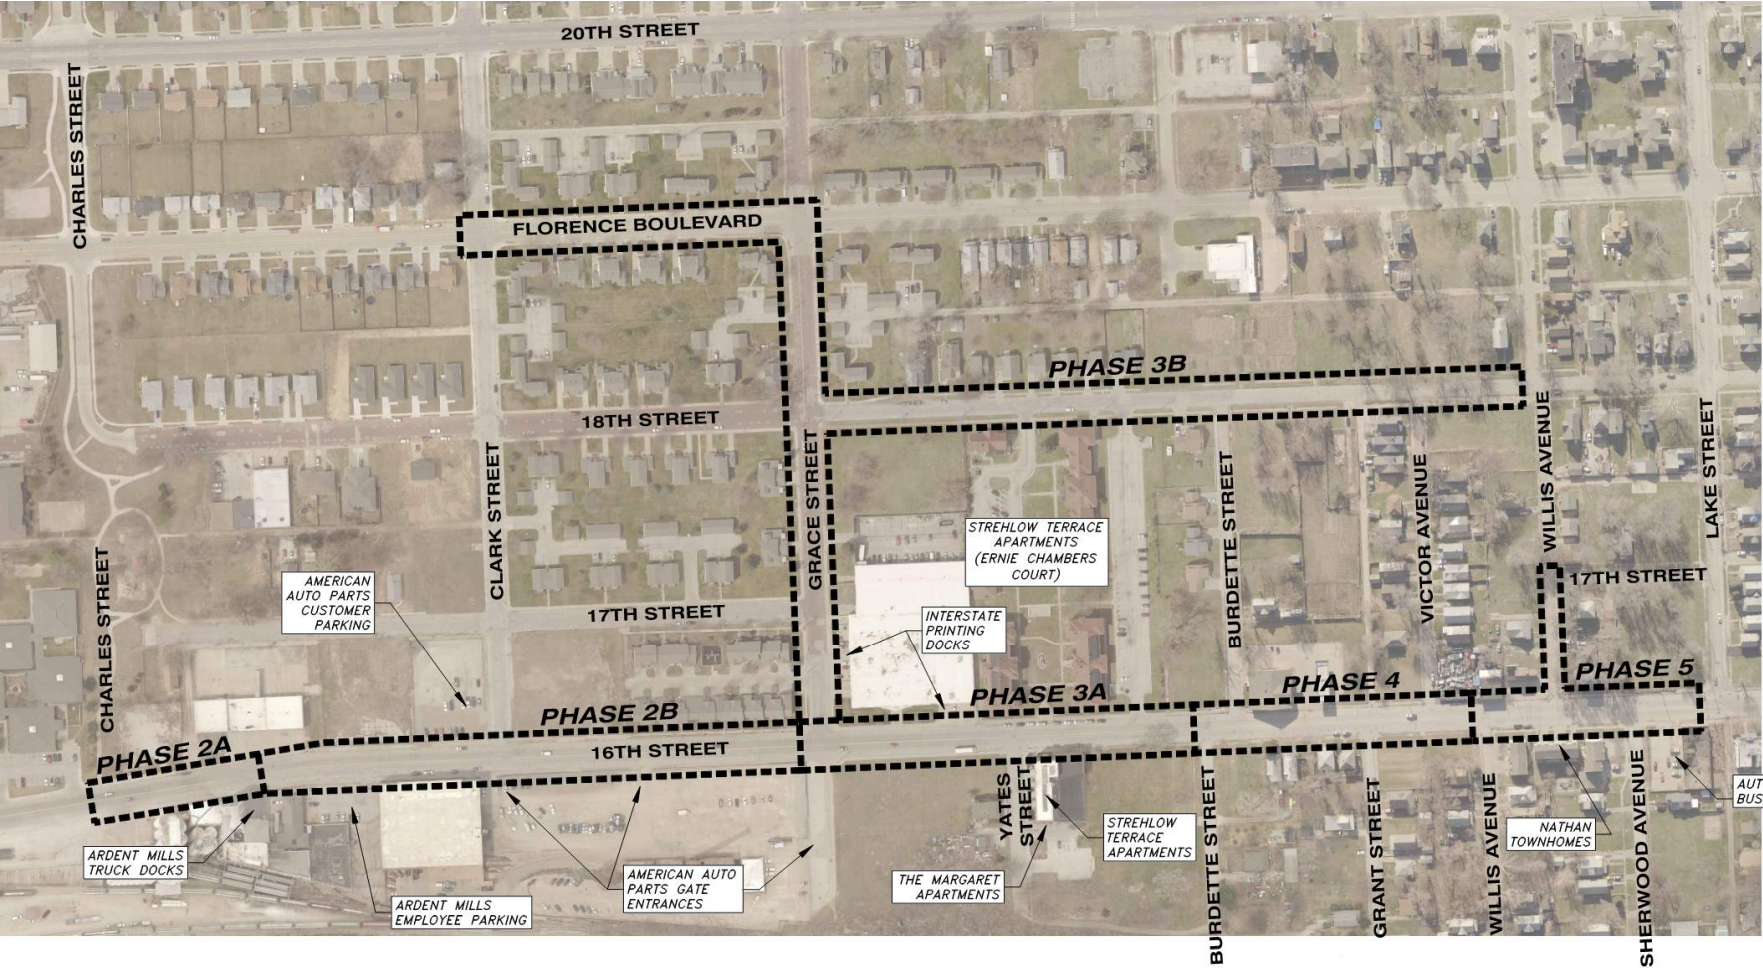 20TH STREET
CHARLES STREET
FLORENCE BOULEVARD
PHASE 3B
18TH STREET
CLARK STREET
GRACE STREET
BURDETTE STREET
VICTOR AVENUE
WILLIS AVENUE
LAKE STREET
STREHLOW TERRACE
APARTMENTS
(ERNIE CHAMBERS
COURT)
CHARLES STREET
AMERICAN
AUTO PARTS
CUSTOMER
PARKING
17TH STREET
17TH STREET
INTERSTATE
PRINTING
DOCKS
PHASE 2A
PHASE 2B
PHASE 3A
PHASE 4
PHASE 5
16TH STREET
YATES
STREET
BURDETTE STREET
GRANT STREET
WILLIS AVENUE
SHERWOOD AVENUE
ARDENT MILLS
TRUCK DOCKS
ARDENT MILLS
EMPLOYEE PARKING
AMERICAN AUTO
PARTS GATE
ENTRANCES
THE MARGARET
APARTMENTS
STREHLOW
TERRACE
APARTMENTS
NATHAN
TOWNHOMES
AUT
BUS